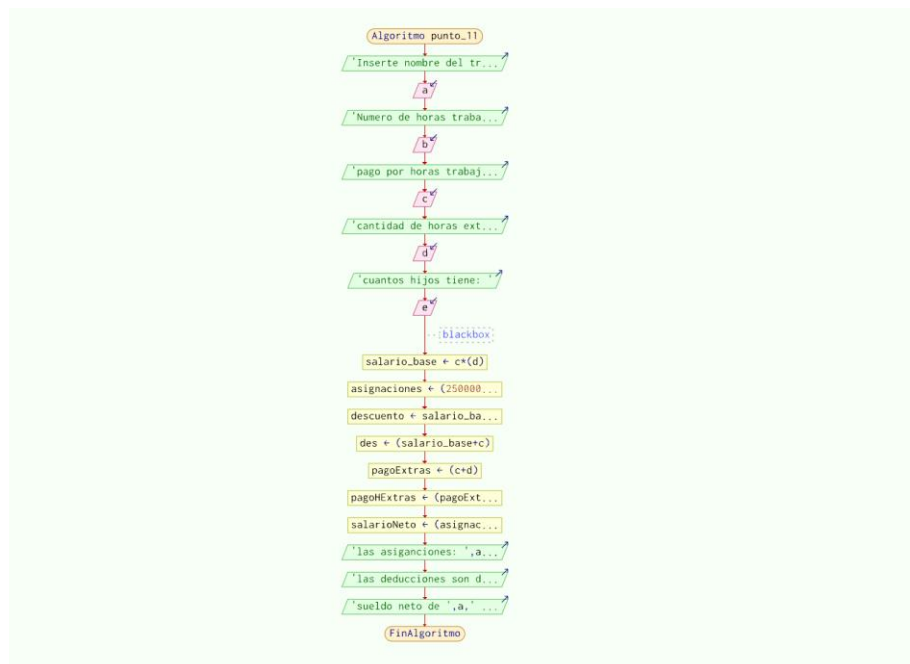 Algoritmo punto_11
'Inserte nombre del tr...
a
'Numero de horas traba...
b
'pago por horas trabaj...
c
'cantidad de horas ext...
d
'cuantos hijos tiene: '
e
blackbox
salario_base ← c*(d)
asignaciones ← (250000...
descuento ← salario_ba...
des ← (salario_base+c)
pagoExtras ← (c+d)
pagoHExtras ← (pagoExt...
salarioNeto ← (asignac...
'las asiganciones: ',a...
'las deducciones son d...
'sueldo neto de ',a,' ...
FinAlgoritmo